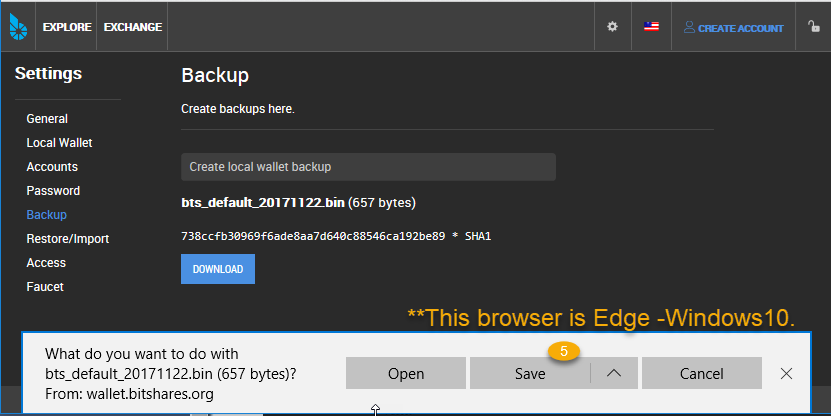 EXPLORE EXCHANGE CREATE ACCOUNT
Settings
General
Local Wallet
Accounts
Password
Backup
Restore/Import
Access
Faucet
Backup
Create backups here.
Create local wallet backup
bts_default_20171122.bin (657 bytes)
738ccfb30969f6ade8aa7d640c88546ca192be89 * SHA1
DOWNLOAD
**This browser is Edge -Windows10.
What do you want to do with
bts_default_20171122.bin (657 bytes)?
From: wallet.bitshares.org
Open
5
Save
Cancel